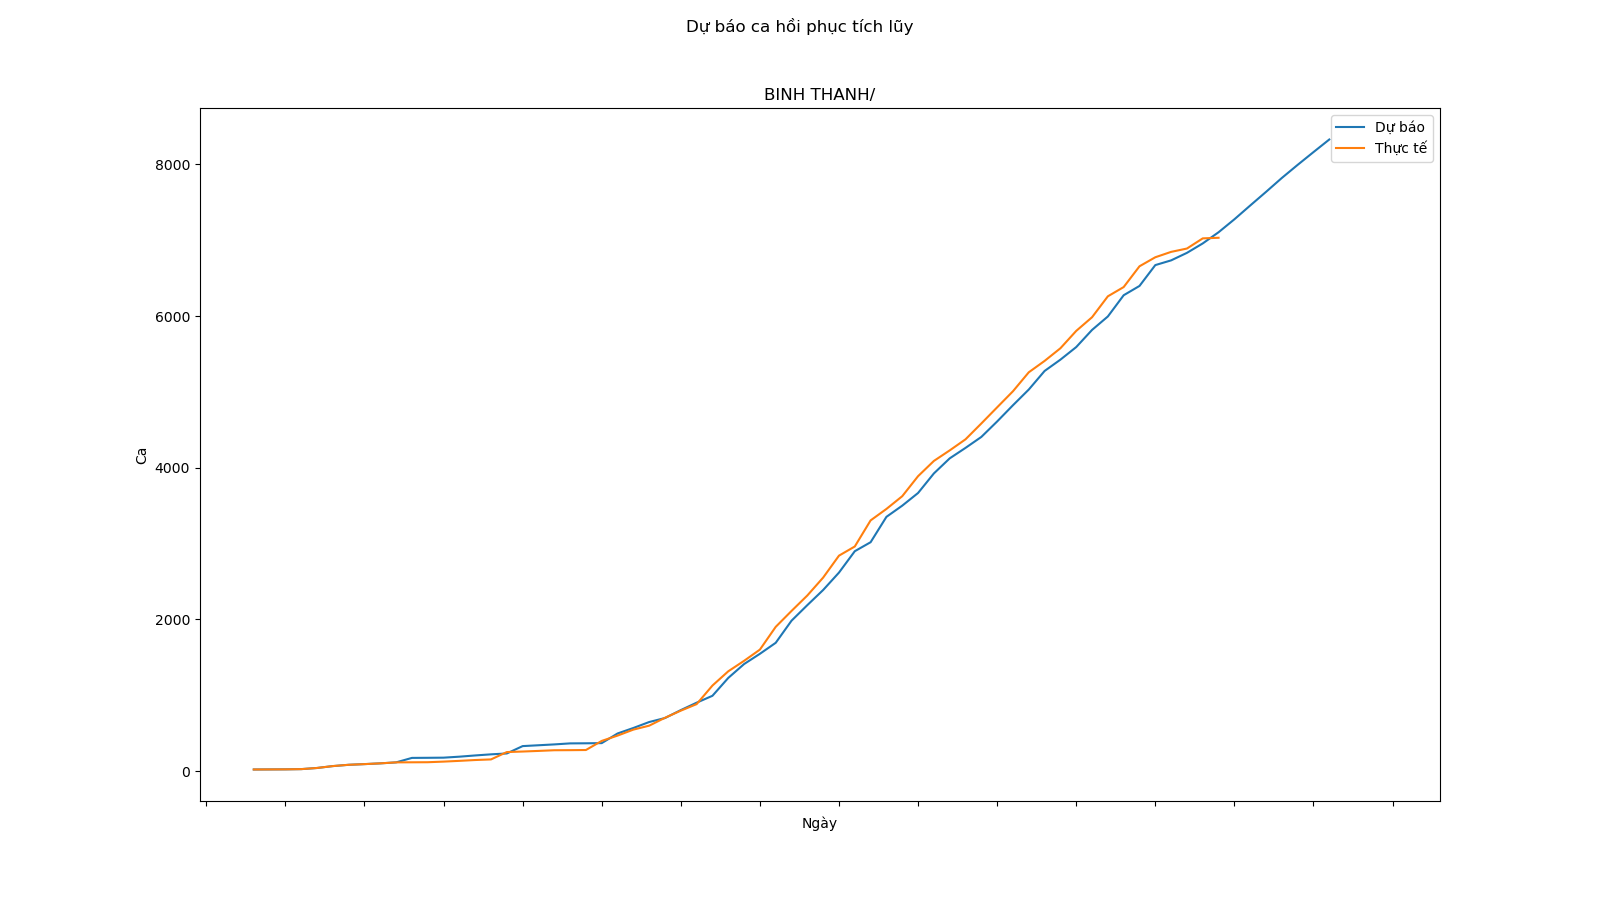 Dự báo ca hồi phục tích lũy
BINH THANH/
Dự báo
Thực tế
8000
6000
4000
2000
0
Ca
Ngày